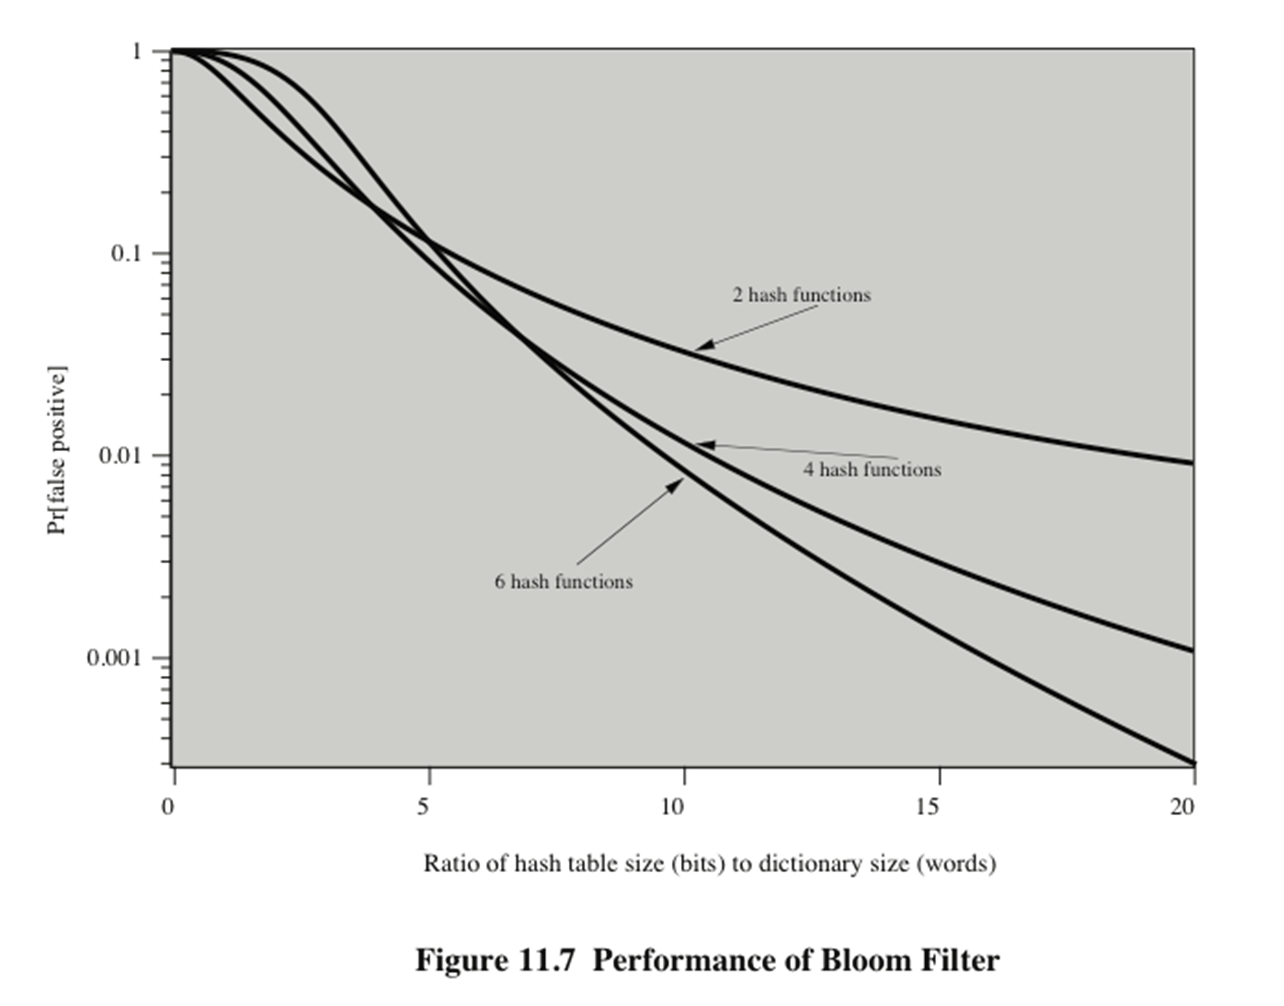 1
0.1
0.01
0.001
Pr[false positive]
2 hash functions
4 hash functions
6 hash functions
0 5 10 15 20
Ratio of hash table size (bits) to dictionary size (words)
Figure 11.7 Performance of Bloom Filter